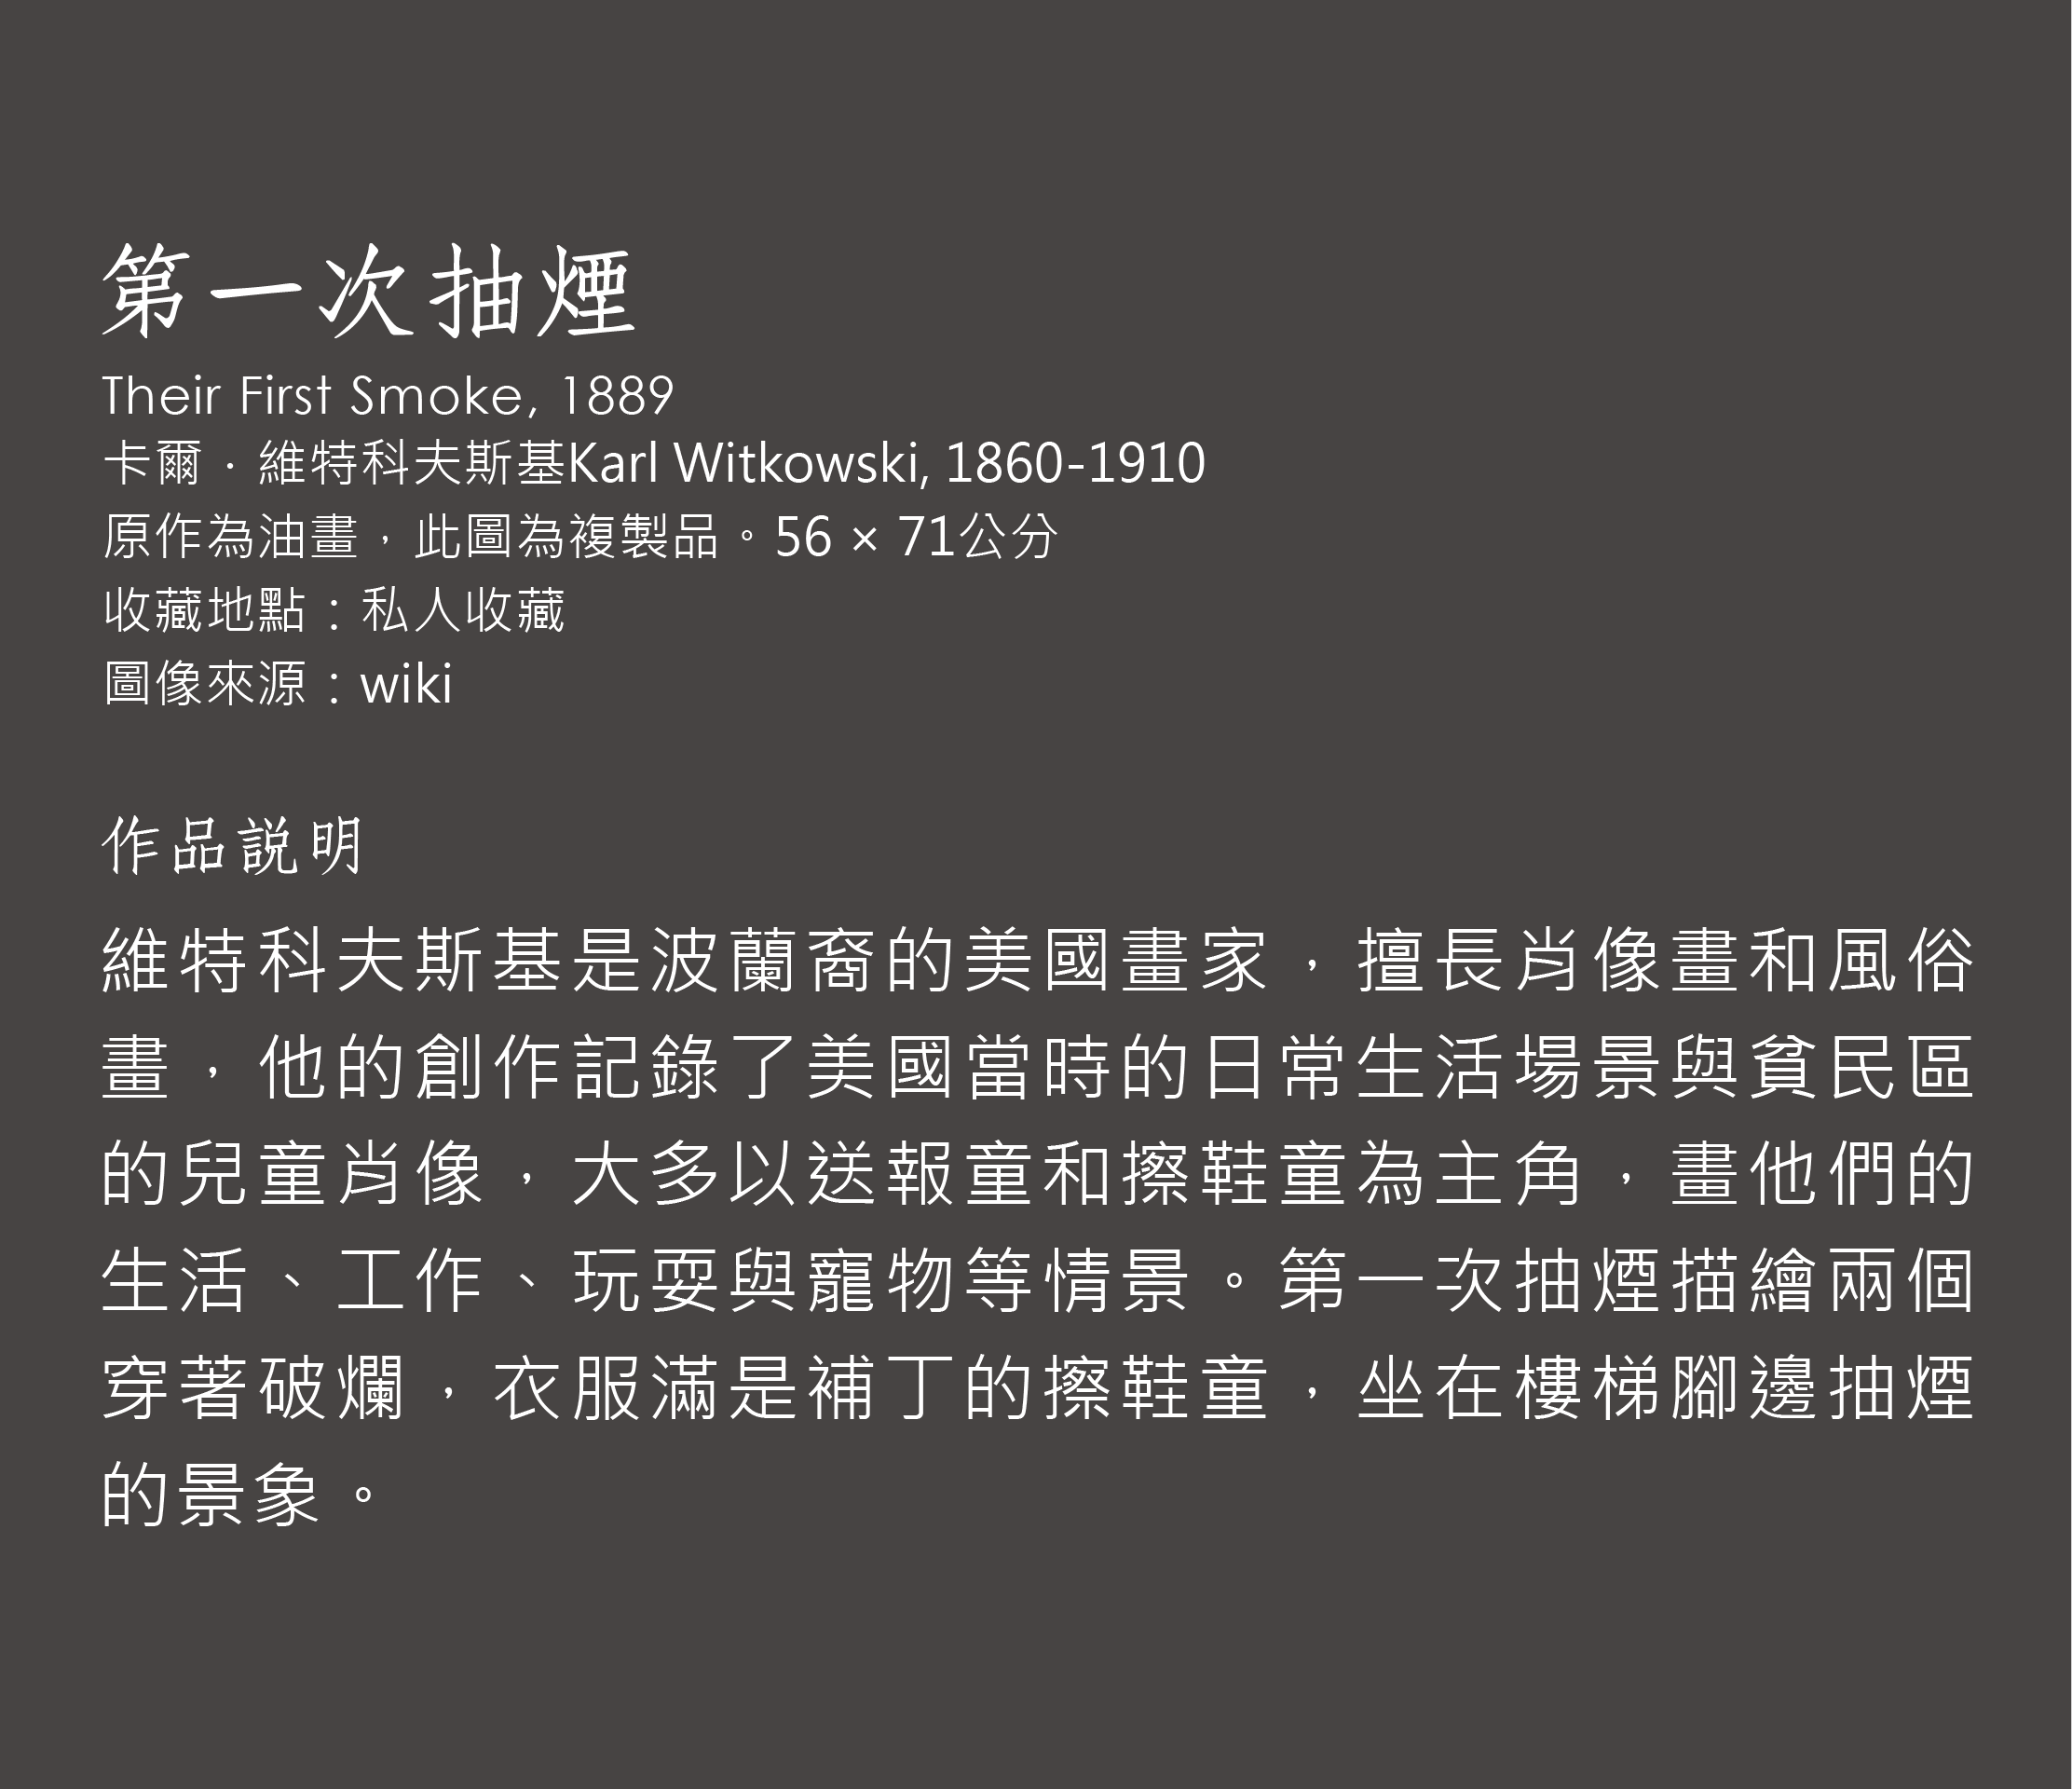 第一次抽煙
Their First Smoke, 1889
卡爾．維特科夫斯基Karl Witkowski, 1860-1910
原作為油畫，此圖為複製品。56 × 71公分
收藏地點：私人收藏
圖像來源：wiki
作品說明
維特科夫斯基是波蘭裔的美國畫家，擅長肖像畫和風俗
畫，他的創作記錄了美國當時的日常生活場景與貧民區
的兒童肖像，大多以送報童和擦鞋童為主角，畫他們的
生活、工作、玩耍與寵物等情景。第一次抽煙描繪兩個
穿著破爛，衣服滿是補丁的擦鞋童，坐在樓梯腳邊抽煙
的景象。